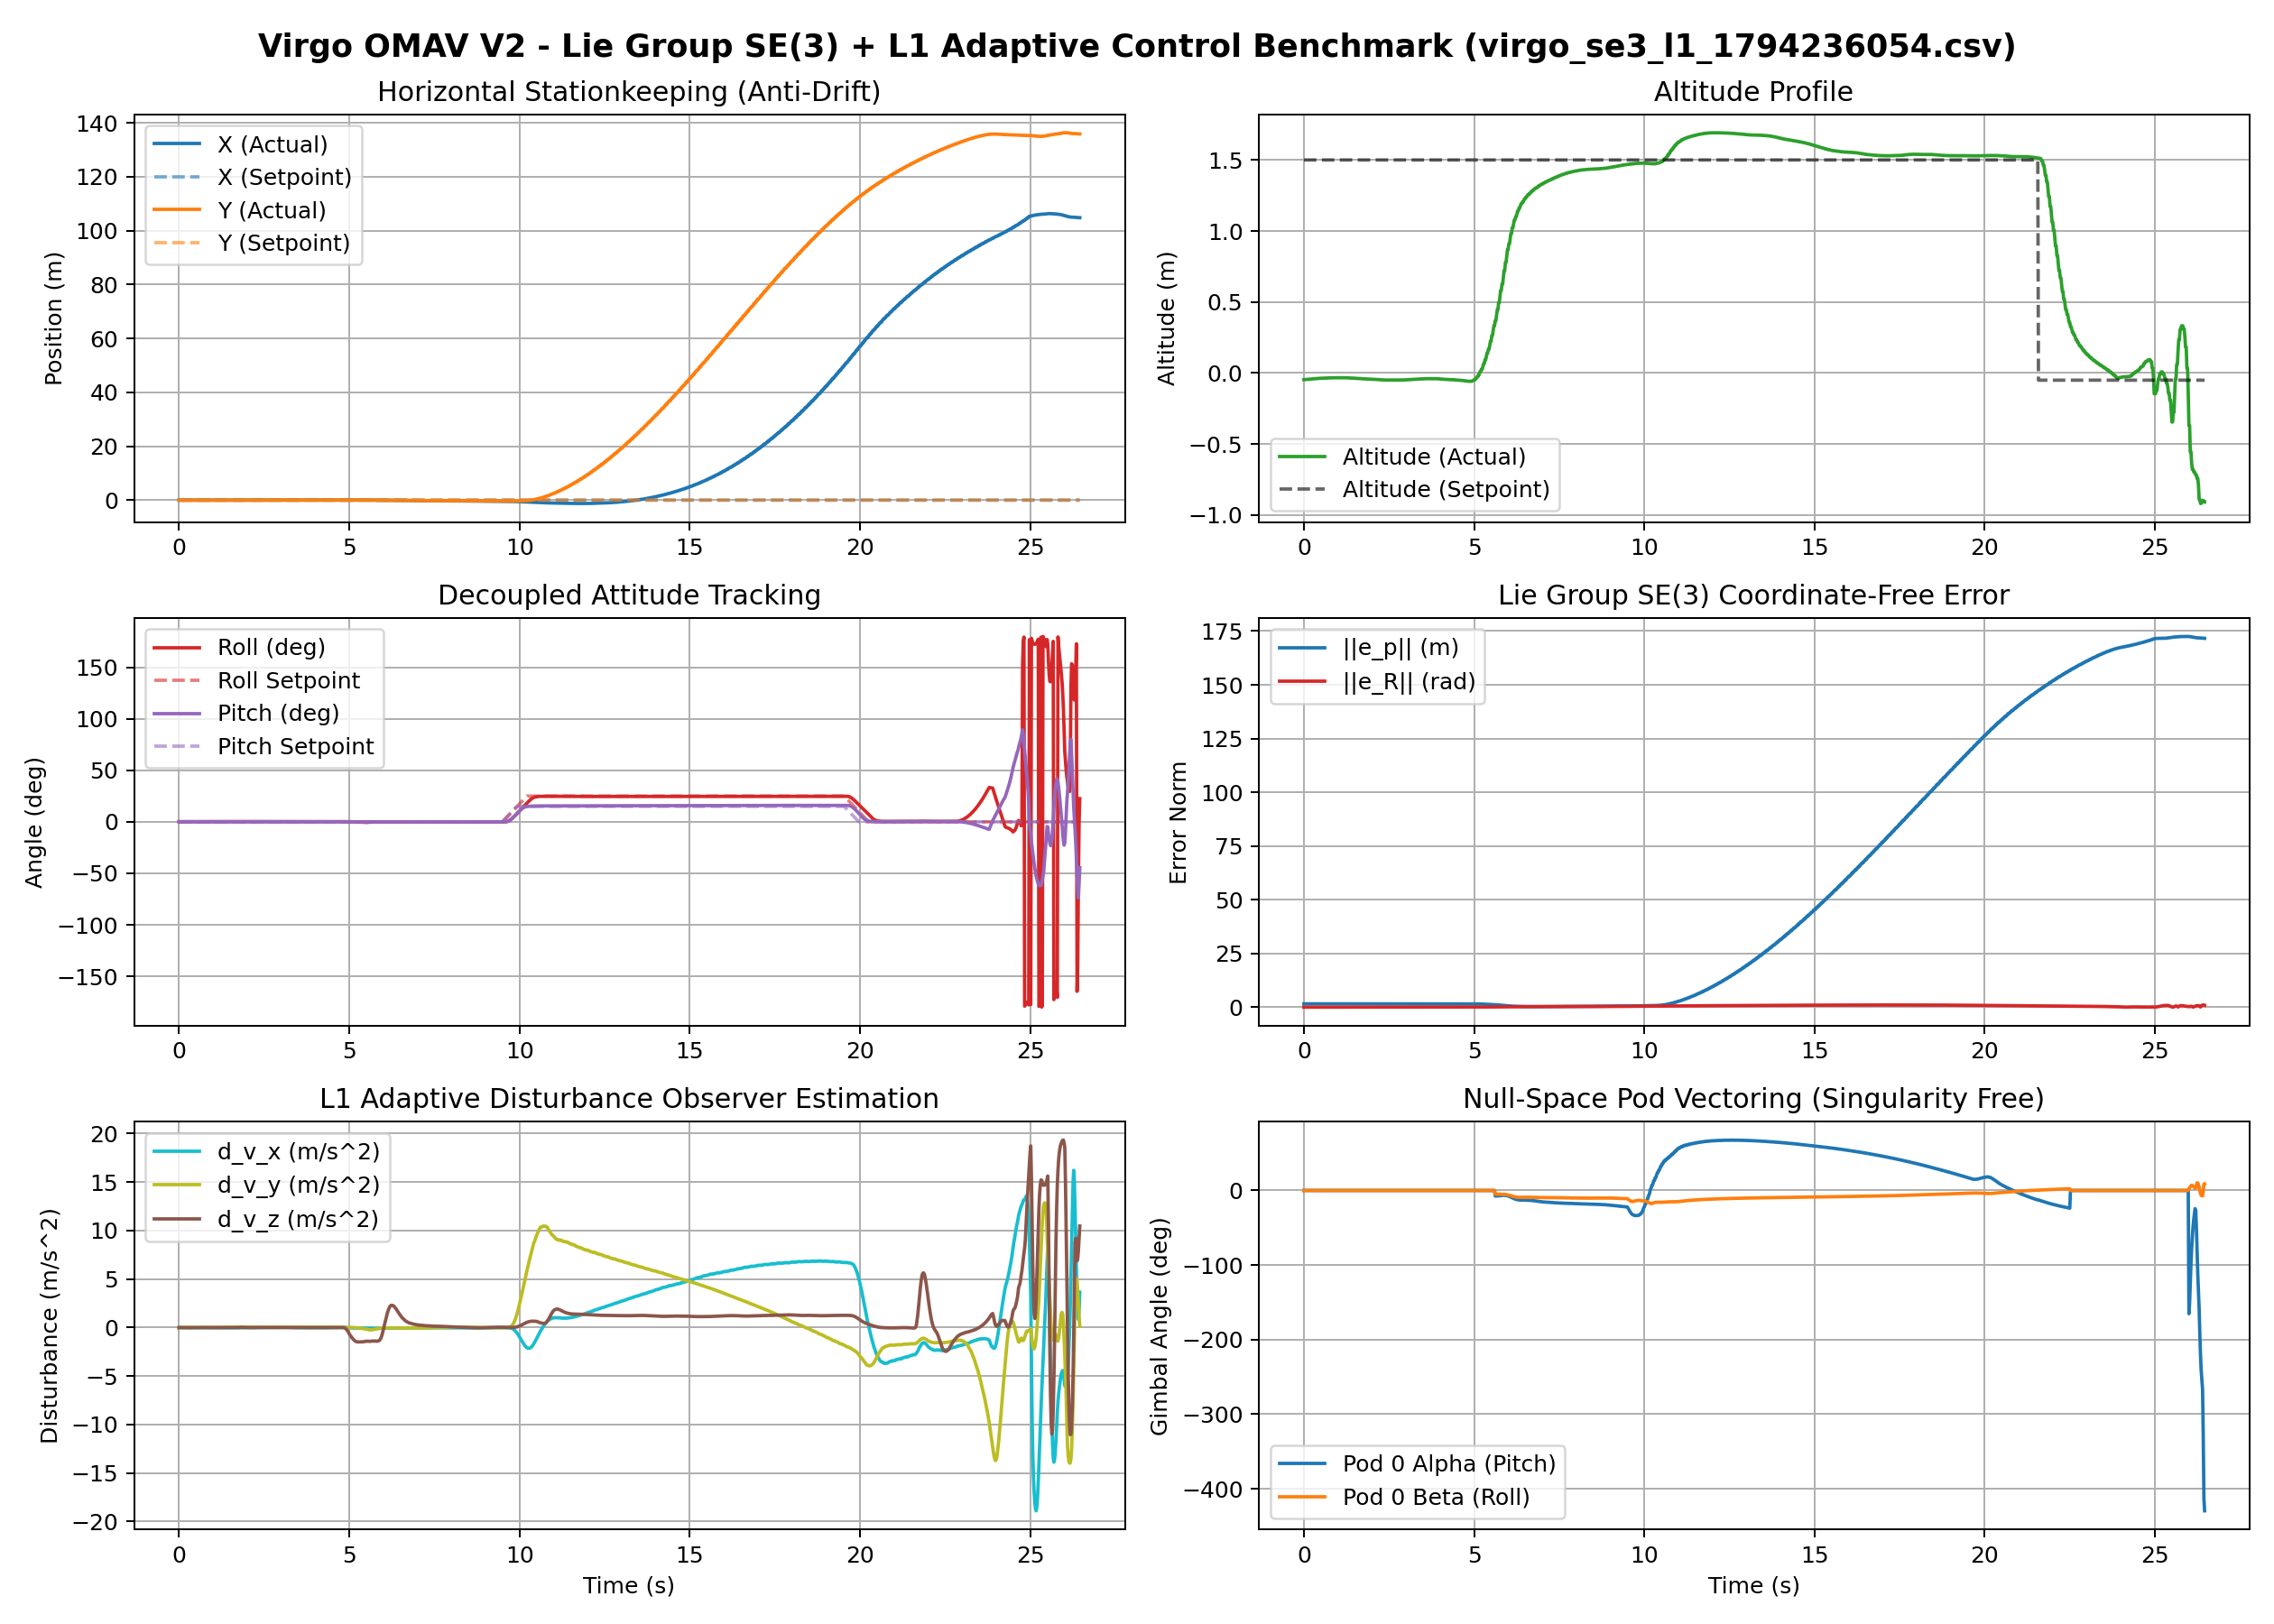 Virgo OMAV V2 - Lie Group SE(3) + L1 Adaptive Control Benchmark (virgo_se3_l1_1794236054.csv)
Horizontal Stationkeeping (Anti-Drift)
Position (m)
140
120
100
80
60
40
20
0
X (Actual)
X (Setpoint)
Y (Actual)
Y (Setpoint)
0 5 10 15 20 25
Altitude Profile
Altitude (m)
1.5
1.0
0.5
0.0
−0.5
−1.0
Altitude (Actual)
Altitude (Setpoint)
0 5 10 15 20 25
Decoupled Attitude Tracking
Angle (deg)
150
100
50
0
−50
−100
−150
Roll (deg)
Roll Setpoint
Pitch (deg)
Pitch Setpoint
0 5 10 15 20 25
Lie Group SE(3) Coordinate-Free Error
Error Norm
175
150
125
100
75
50
25
0
||e_p|| (m)
||e_R|| (rad)
0 5 10 15 20 25
L1 Adaptive Disturbance Observer Estimation
Disturbance (m/s^2)
20
15
10
5
0
−5
−10
−15
−20
d_v_x (m/s^2)
d_v_y (m/s^2)
d_v_z (m/s^2)
0 5 10 15 20 25
Time (s)
Null-Space Pod Vectoring (Singularity Free)
Gimbal Angle (deg)
0
−100
−200
−300
−400
Pod 0 Alpha (Pitch)
Pod 0 Beta (Roll)
0 5 10 15 20 25
Time (s)